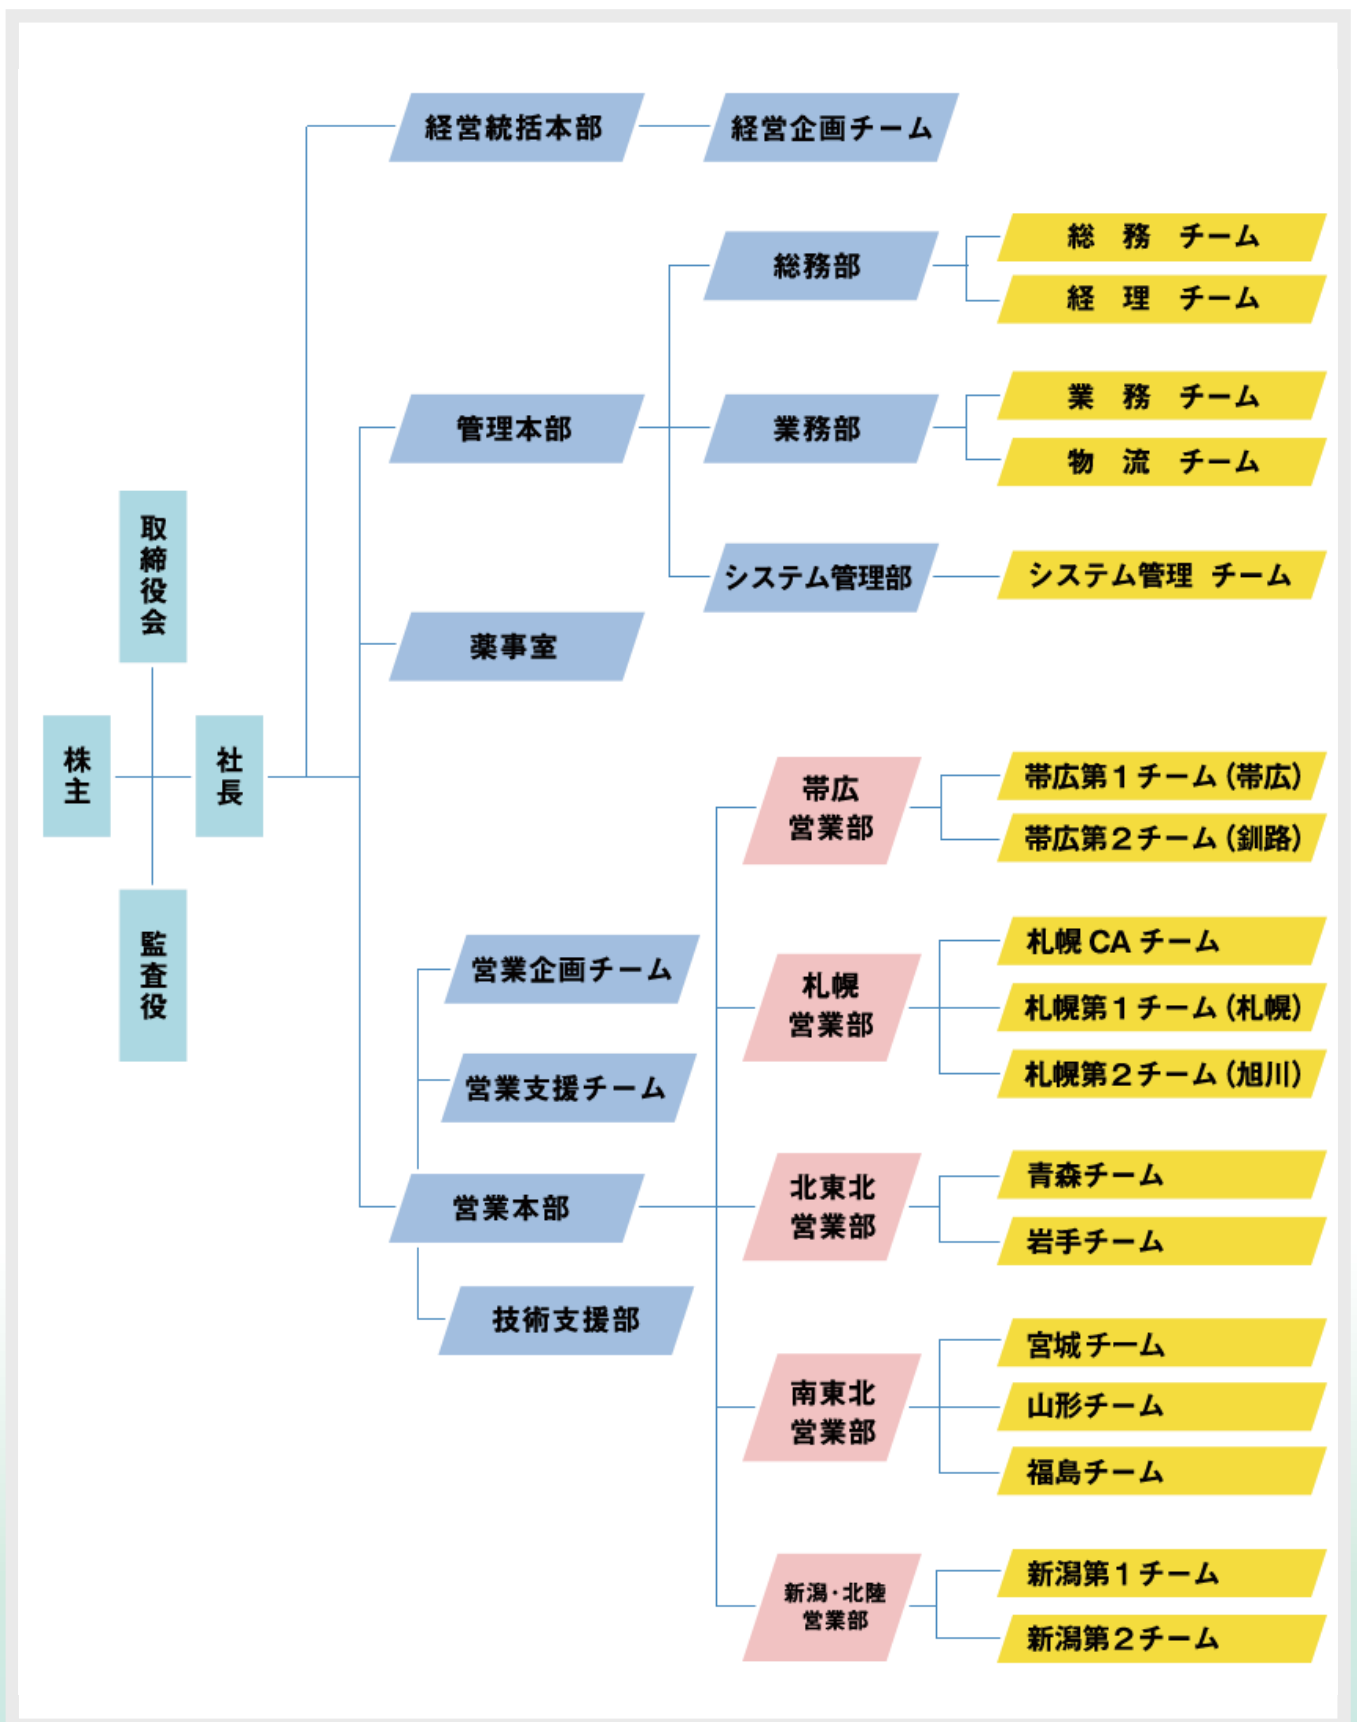 経営統括本部
経営企画チーム
総務部
総　務　チーム
経　理　チーム
管理本部
業務部
業　務　チーム
物　流　チーム
システム管理部
システム管理 チーム
薬事室
取締役会
株主
社長
監査役
帯広
営業部
帯広第1チーム(帯広)
帯広第2チーム(釧路)
営業企画チーム
営業支援チーム
営業本部
技術支援部
札幌
営業部
札幌 CA チーム
札幌第1チーム(札幌)
札幌第2チーム(旭川)
北東北
営業部
青森チーム
岩手チーム
南東北
営業部
宮城チーム
山形チーム
福島チーム
新潟・北陸
営業部
新潟第1チーム
新潟第2チーム